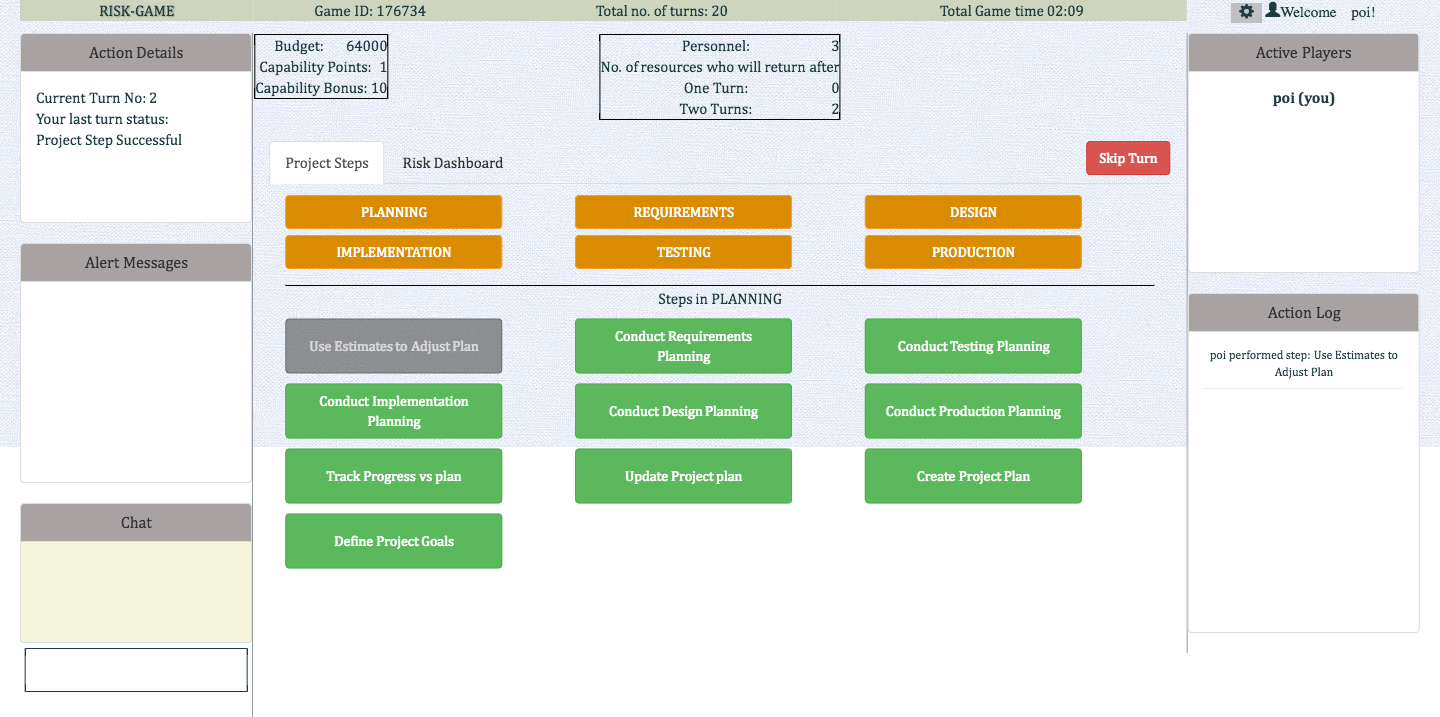 RISK-GAME
Game ID: 176734
Total no. of turns: 20
Total Game time 02:09
Welcome poi!
Action Details
Current Turn No: 2
Your last turn status:
Project Step Successful
Alert Messages
Chat
Budget: 64000
Capability Points: 1
Capability Bonus: 10
Personnel: 3
No. of resources who will return after
One Turn: 0
Two Turns: 2
Project Steps
Risk Dashboard
Skip Turn
PLANNING
REQUIREMENTS
DESIGN
IMPLEMENTATION
TESTING
PRODUCTION
Steps in PLANNING
Use Estimates to Adjust Plan
Conduct Requirements
Planning
Conduct Testing Planning
Conduct Implementation
Planning
Conduct Design Planning
Conduct Production Planning
Track Progress vs plan
Update Project plan
Create Project Plan
Define Project Goals
Active Players
poi (you)
Action Log
poi performed step: Use Estimates to
Adjust Plan